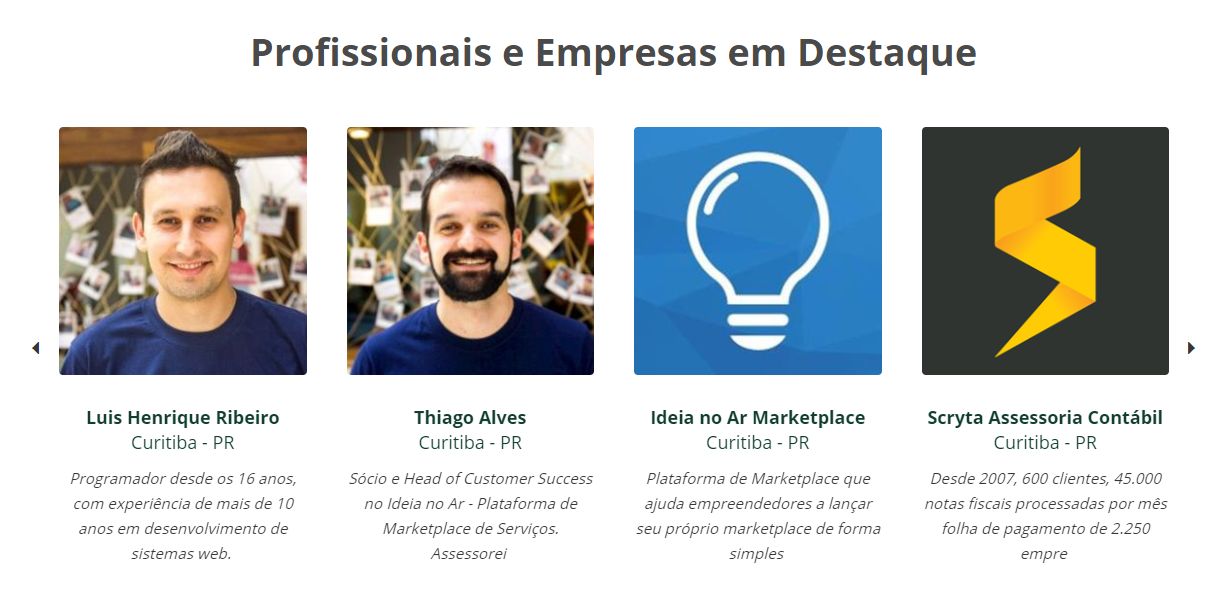 Profissionais e Empresas em Destaque
Luis Henrique Ribeiro
Curitiba - PR
Programador desde os 16 anos,
com experiência de mais de 10
anos em desenvolvimento de
sistemas web.
Thiago Alves
Curitiba - PR
Sócio e Head of Customer Success
no Ideia no Ar - Plataforma de
Marketplace de Serviços.
Assessorei
Ideia no Ar Marketplace
Curitiba - PR
Plataforma de Marketplace que
ajuda empreendedores a lançar
seu próprio marketplace de forma
simples
Scryta Assessoria Contábil
Curitiba - PR
Desde 2007, 600 clientes, 45.000
notas fiscais processadas por mês
folha de pagamento de 2.250
empre